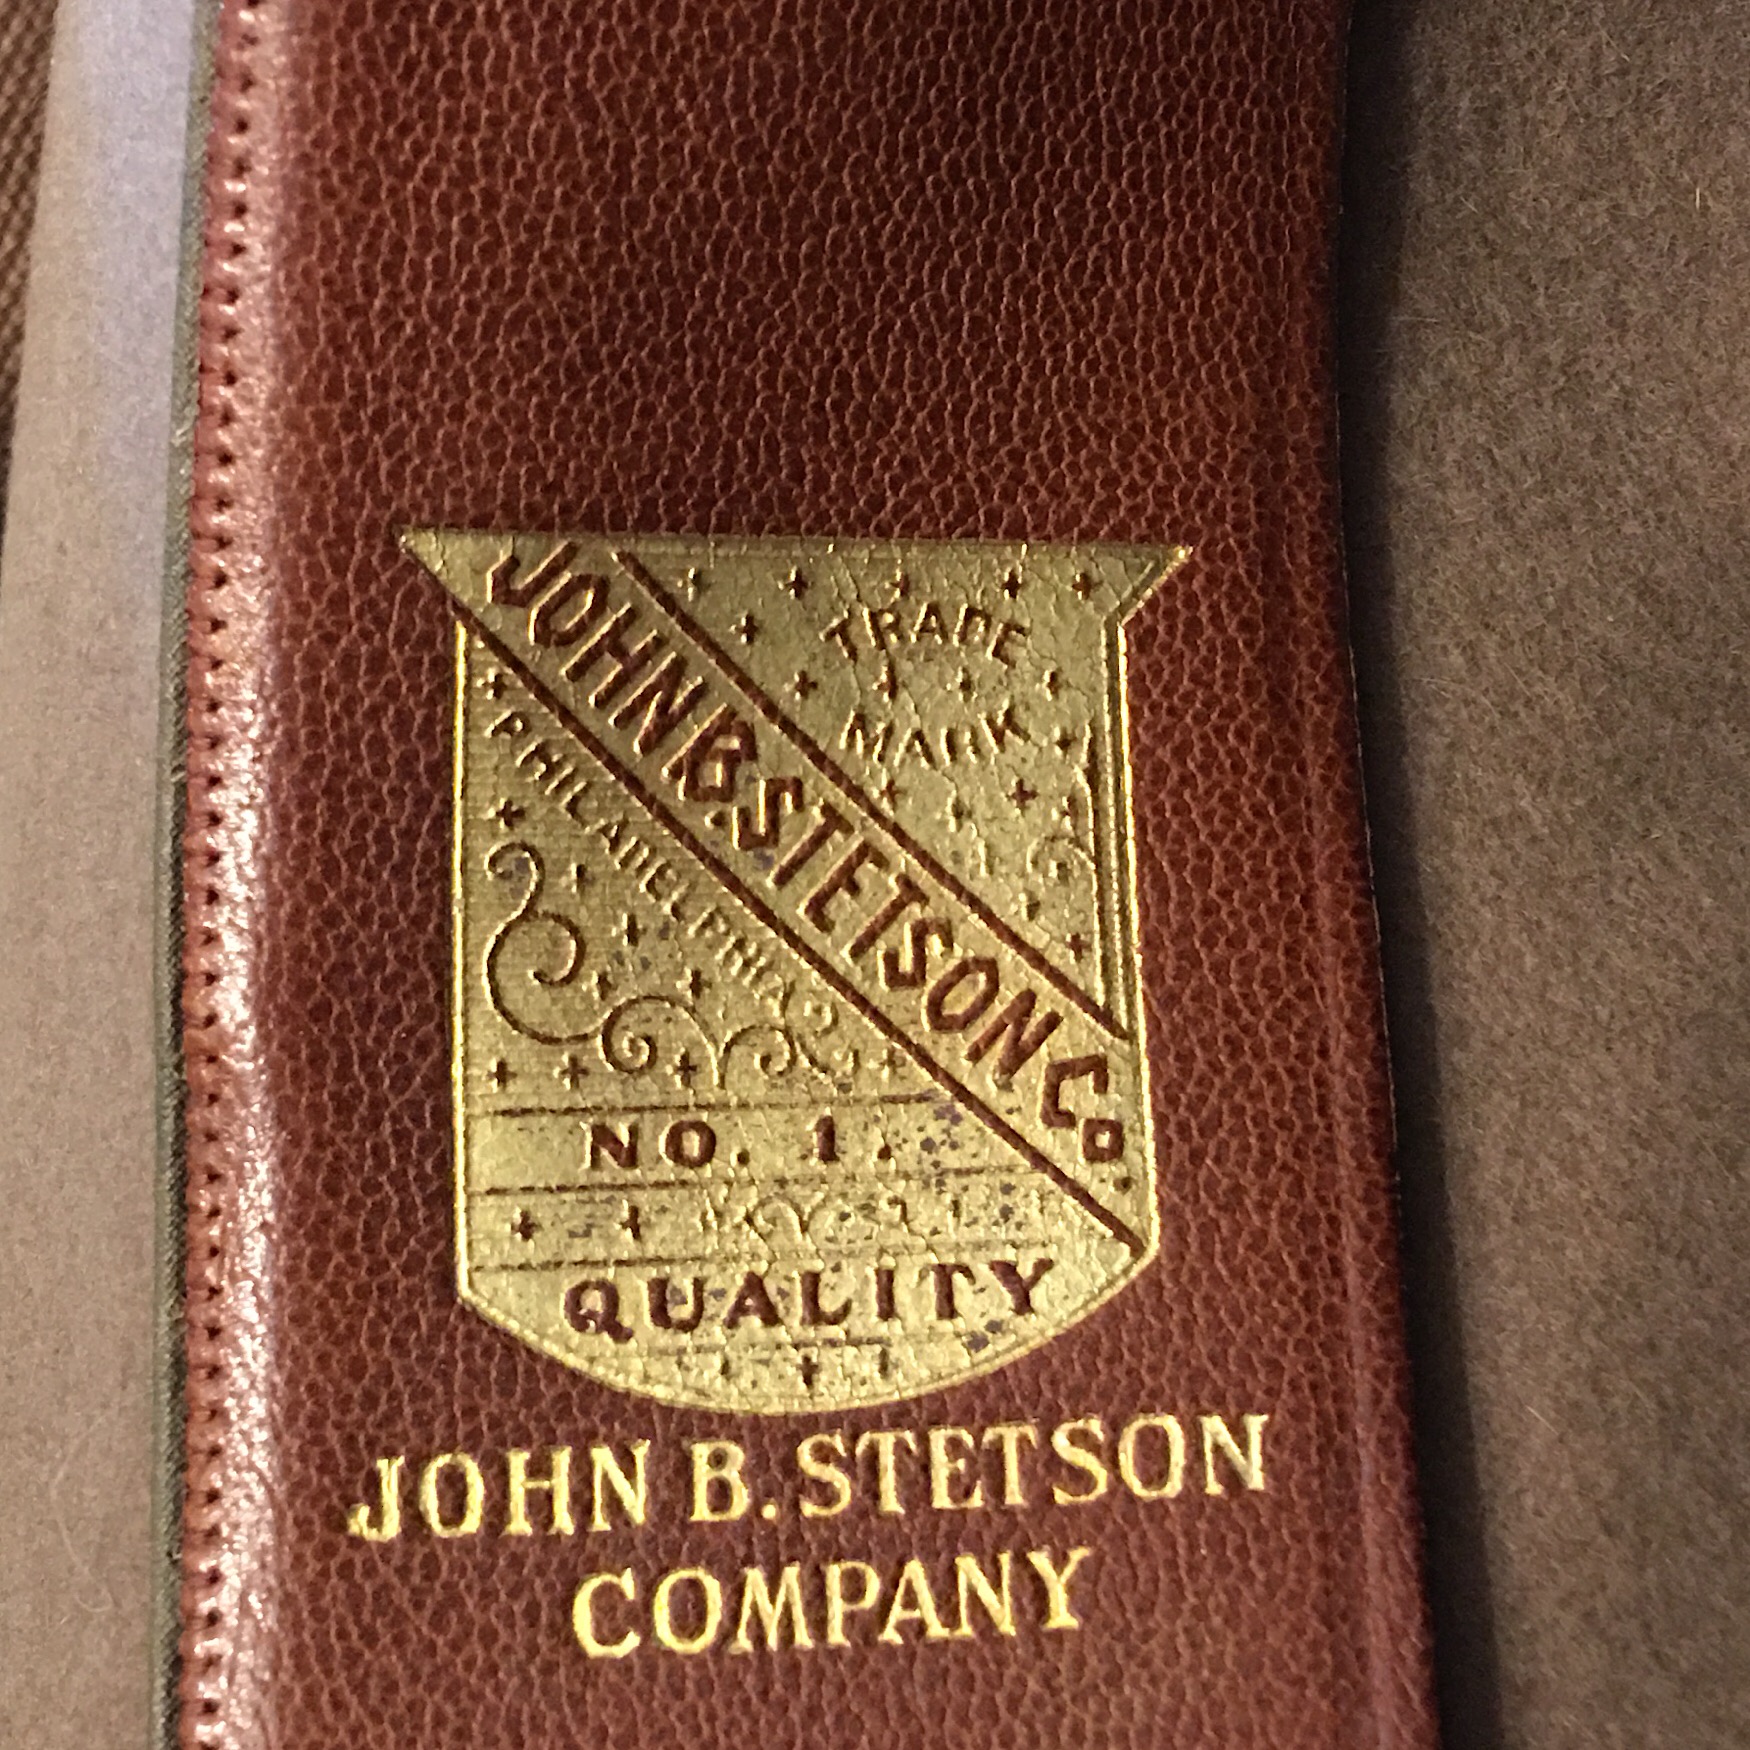 TRADE
MARK
JOHN B. STETSON Co
PHILADELPHIA
NO. 1.
QUALITY
JOHN B. STETSON
COMPANY